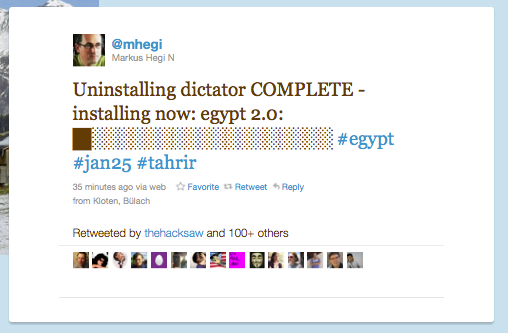 @mhegi
Markus Hegi N
Uninstalling dictator COMPLETE -
installing now: egypt 2.0:
█░░░░░░░░░░░░░ #egypt
#jan25 #tahrir
35 minutes ago via web Favorite Retweet Reply
from Kloten, Bülach
Retweeted by thehacksaw and 100+ others